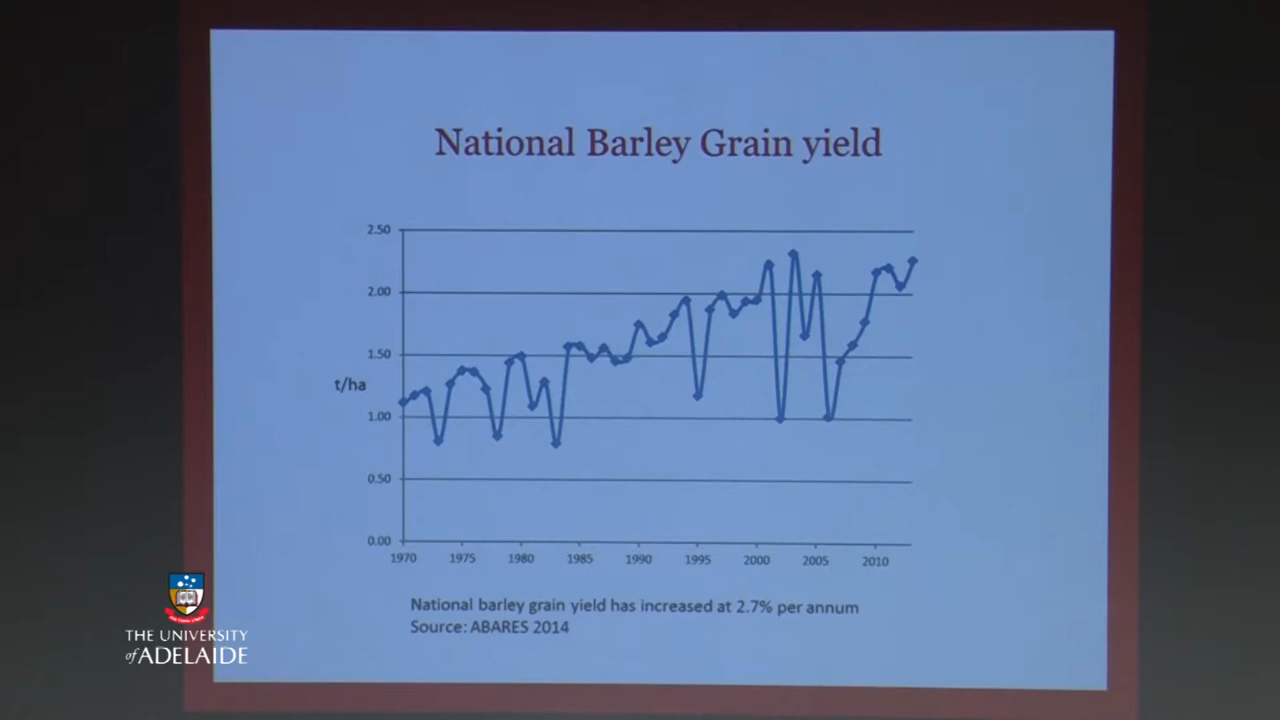 National Barley Grain yield
2.50
2.00
1.50
t/ha
1.00
0.50
0.00
1970 1975 1980 1985 1990 1995 2000 2005 2010
National barley grain yield has increased at 2.7% per annum
Source: ABARES 2014
THE UNIVERSITY
of ADELAIDE